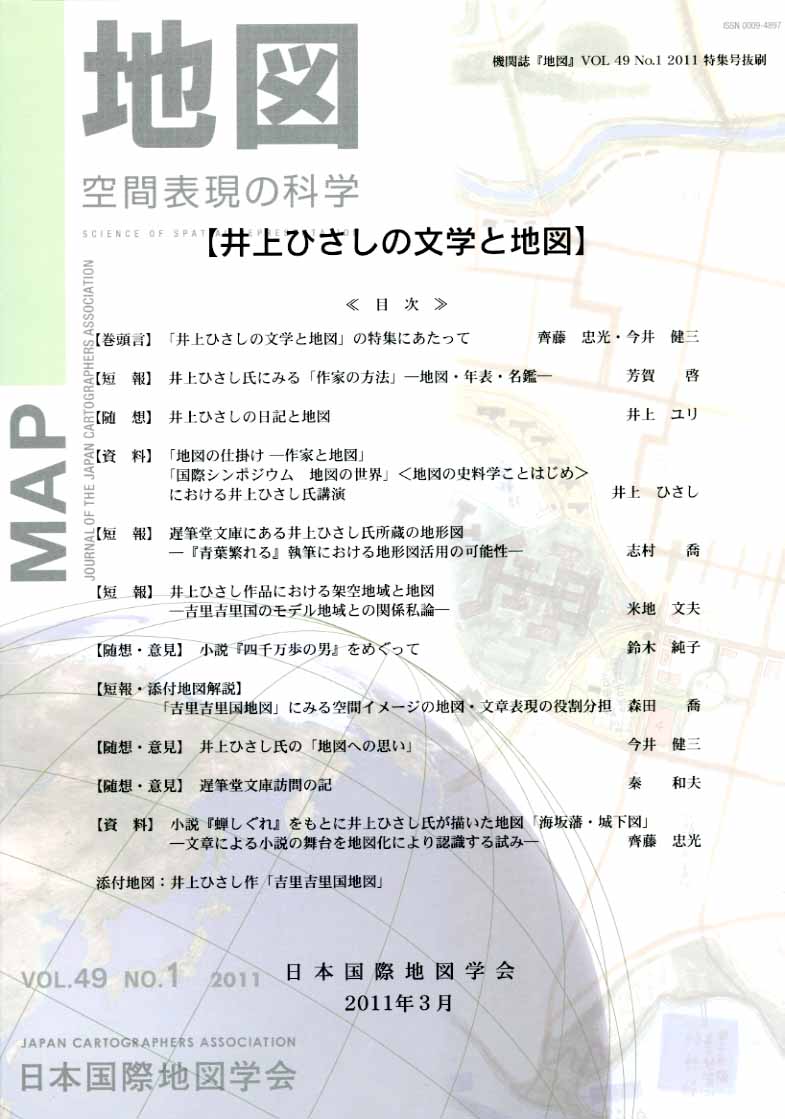 ISSN 0009-4897
機関誌『地図』VOL 49 No.1 2011 特集号抜刷
地図
空間表現の科学
SCIENCE OF SPATIAL REPRESENTATION
【井上ひさしの文学と地図】
≪ 目 次 ≫
【巻頭言】「井上ひさしの文学と地図」の特集にあたって 齊藤 忠光・今井 健三
【短 報】 井上ひさし氏にみる「作家の方法」―地図・年表・名鑑― 芳賀 啓
【随 想】 井上ひさしの日記と地図 井上 ユリ
【資 料】「地図の仕掛け ―作家と地図」
「国際シンポジウム 地図の世界」＜地図の史料学ことはじめ＞
における井上ひさし氏講演 井上 ひさし
【短 報】 遅筆堂文庫にある井上ひさし氏所蔵の地形図
―『青葉繁れる』執筆における地形図活用の可能性― 志村 喬
【短 報】 井上ひさし作品における架空地域と地図
―吉里吉里国のモデル地域との関係私論― 米地 文夫
【随想・意見】 小説『四千万歩の男』をめぐって 鈴木 純子
【短報・添付地図解説】
「吉里吉里国地図」にみる空間イメージの地図・文章表現の役割分担 森田 喬
【随想・意見】 井上ひさし氏の「地図への思い」 今井 健三
【随想・意見】 遅筆堂文庫訪問の記 秦 和夫
【資 料】 小説『蝉しぐれ』をもとに井上ひさし氏が描いた地図「海坂藩・城下図」
―文章による小説の舞台を地図化により認識する試み― 齊藤 忠光
添付地図：井上ひさし作「吉里吉里国地図」
MAP
JOURNAL OF THE JAPAN CARTOGRAPHERS ASSOCIATION
日本国際地図学会
2011年３月
VOL.49 NO.1 2011
JAPAN CARTOGRAPHERS ASSOCIATION
日本国際地図学会